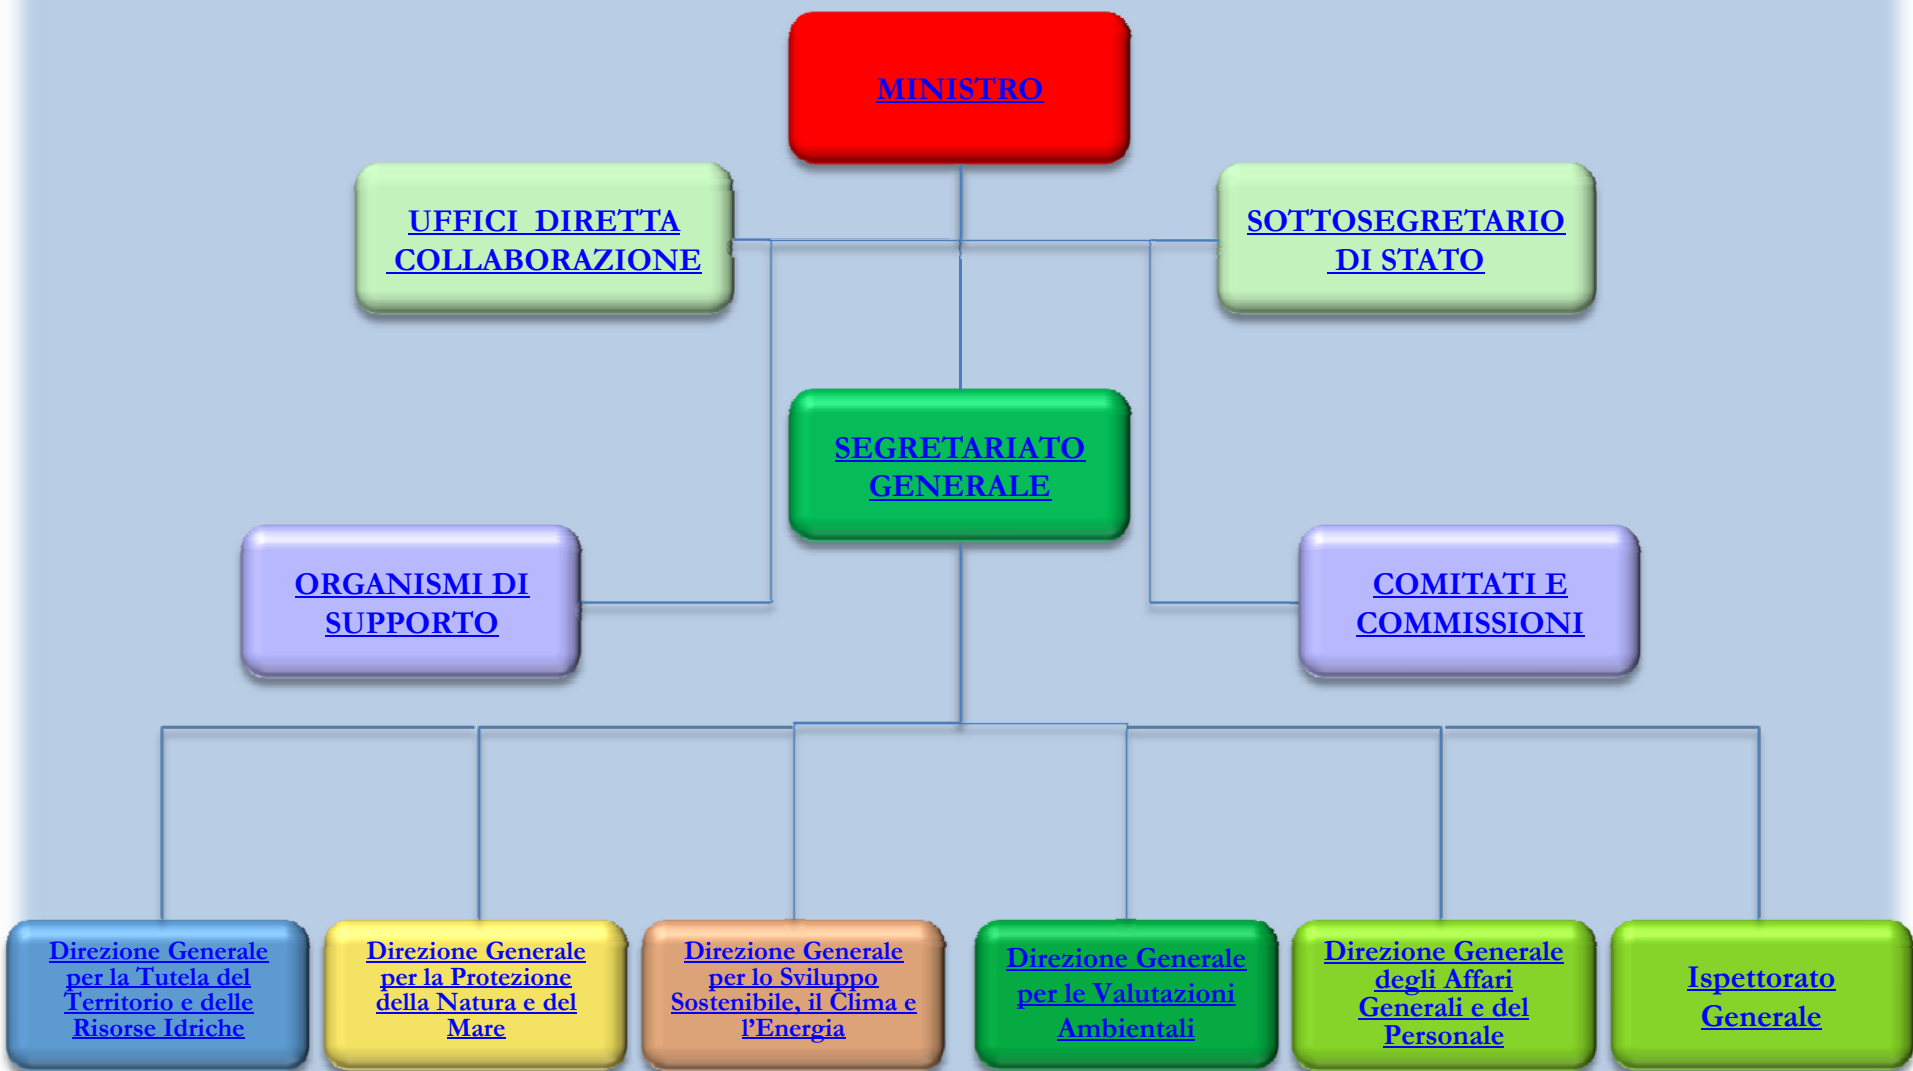 MINISTRO
UFFICI DIRETTA
COLLABORAZIONE
SOTTOSEGRETARIO
DI STATO
SEGRETARIATO
GENERALE
ORGANISMI DI
SUPPORTO
COMITATI E
COMMISSIONI
Direzione Generale
per la Tutela del
Territorio e delle
Risorse Idriche
Direzione Generale
per la Protezione
della Natura e del
Mare
Direzione Generale
per lo Sviluppo
Sostenibile, il Clima e
l’Energia
Direzione Generale
per le Valutazioni
Ambientali
Direzione Generale
degli Affari
Generali e del
Personale
Ispettorato
Generale